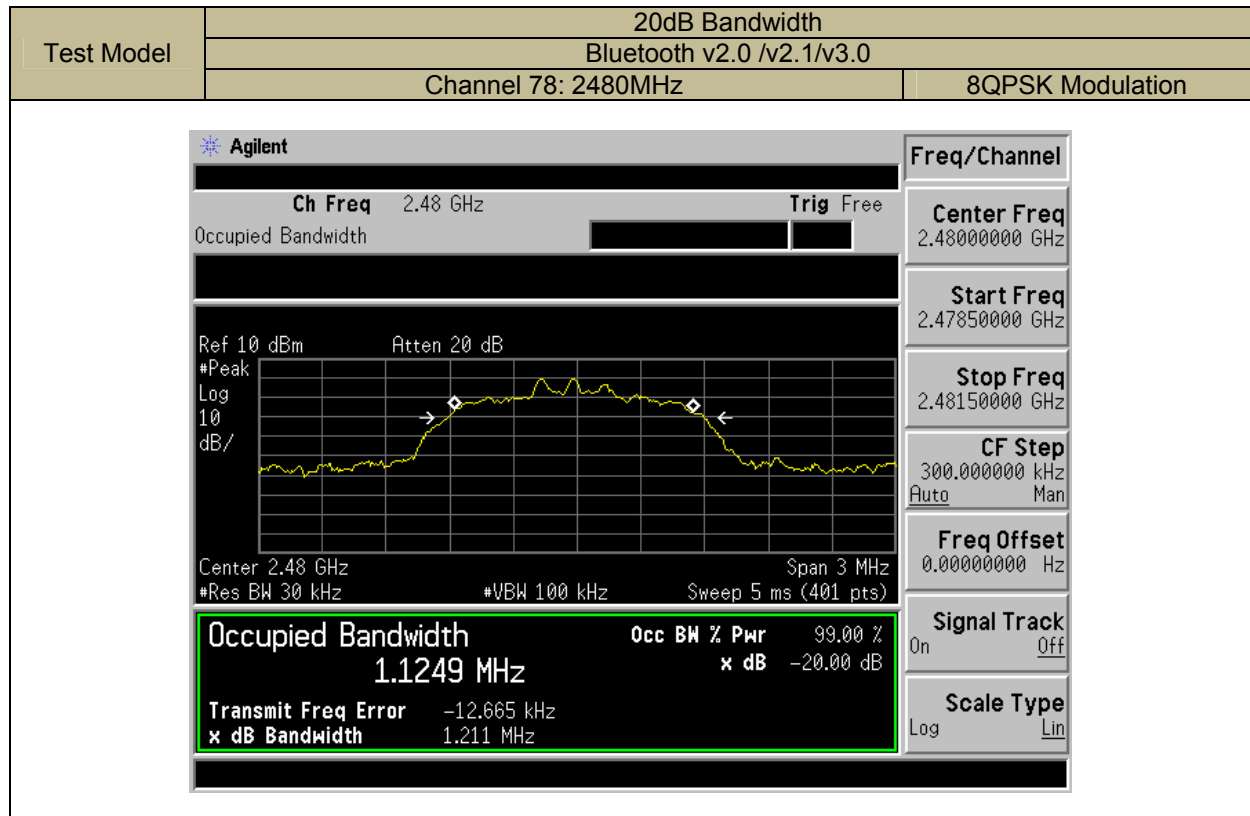 20dB Bandwidth
Test Model
Bluetooth v2.0 /v2.1/v3.0
Channel 78: 2480MHz
8QPSK Modulation
Agilent
Freq/Channel
Ch Freq 2.48 GHz Trig Free
Occupied Bandwidth
Center Freq
2.48000000 GHz
Start Freq
2.47850000 GHz
Stop Freq
2.48150000 GHz
CF Step
300.000000 kHz
Auto Man
Freq Offset
0.00000000 Hz
Signal Track
On Off
Scale Type
Log Lin
Ref 10 dBm Atten 20 dB
#Peak
Log
10
dB/
Center 2.48 GHz Span 3 MHz
#Res BW 30 kHz #VBW 100 kHz Sweep 5 ms (401 pts)
Occupied Bandwidth
1.1249 MHz
Occ BW % Pwr 99.00 %
x dB -20.00 dB
Transmit Freq Error -12.665 kHz
x dB Bandwidth 1.211 MHz